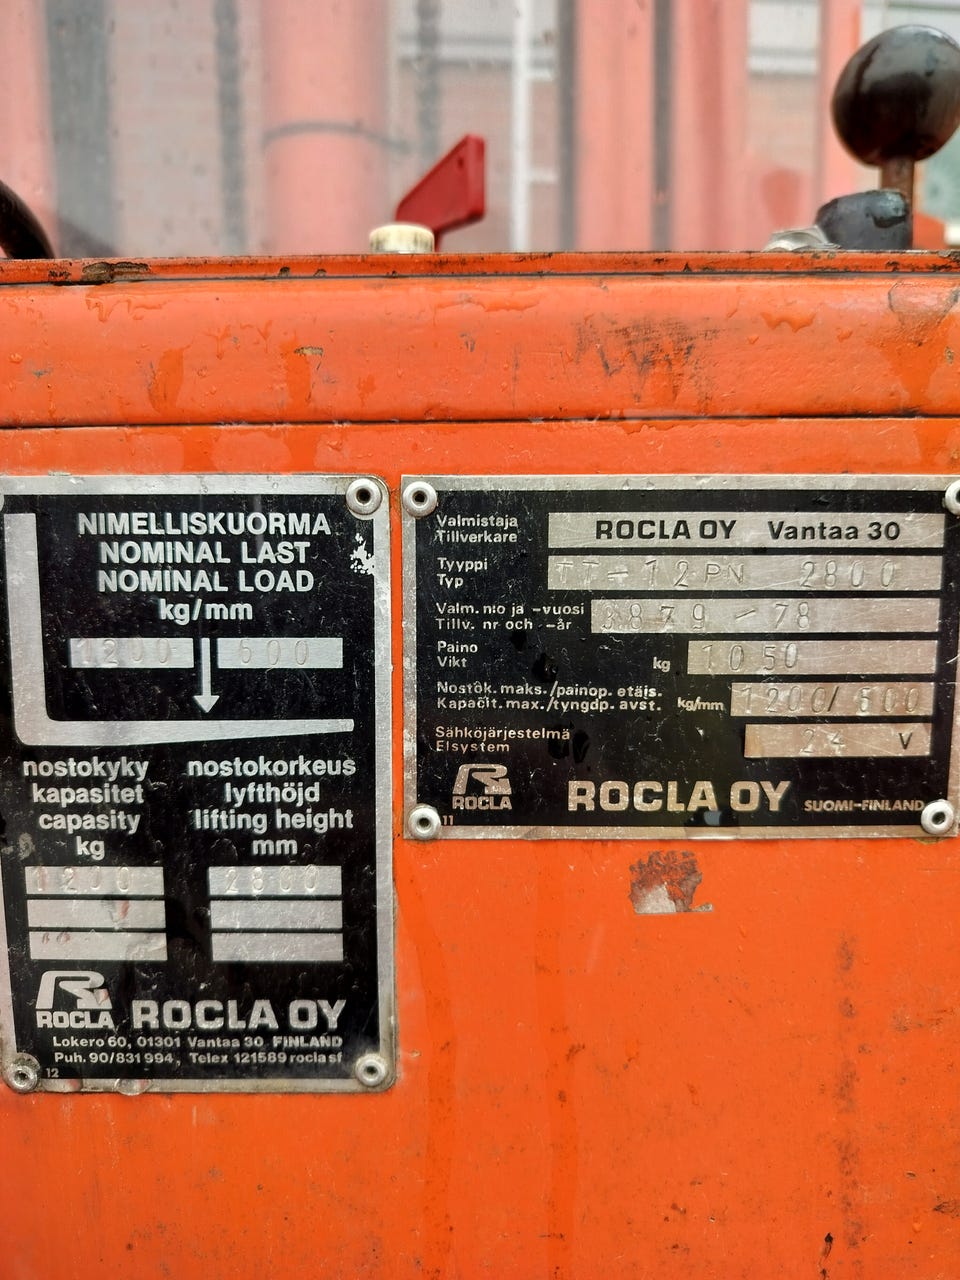 NIMELLISKUORMA
NOMINAL LAST
NOMINAL LOAD
kg/mm
1200 600
nostokyky nostokorkeus
kapasitet lyfthöjd
capasity lifting height
kg mm
1200 2800
ROCLA ROCLA OY
Lokero 60, 01301 Vantaa 30 FINLAND
Puh. 90/831 994, Telex 121589 rocla sf
12
Valmistaja ROCLA OY Vantaa 30
Tillverkare
Tyyppi TT-12PN 2800
Typ
Valm. n:o ja -vuosi 3879-78
Tillv. nr och -år
Paino kg 1050
Vikt
Nostok. maks./painop. etäis. kg/mm 1200/600
Kapacit. max./tyngdp. avst.
Sähköjärjestelmä 24 V
Elsystem
ROCLA ROCLA OY SUOMI-FINLAND
11